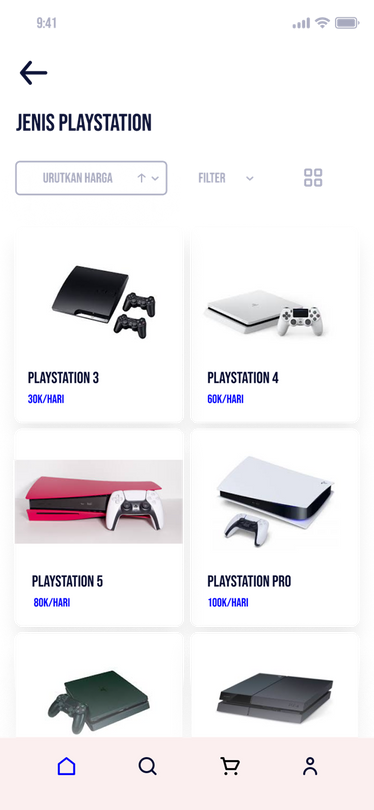 9:41
JENIS PLAYSTATION
URUTKAN HARGA
FILTER
PLAYSTATION 3
30K/HARI
PLAYSTATION 4
60K/HARI
PLAYSTATION 5
80K/HARI
PLAYSTATION PRO
100K/HARI